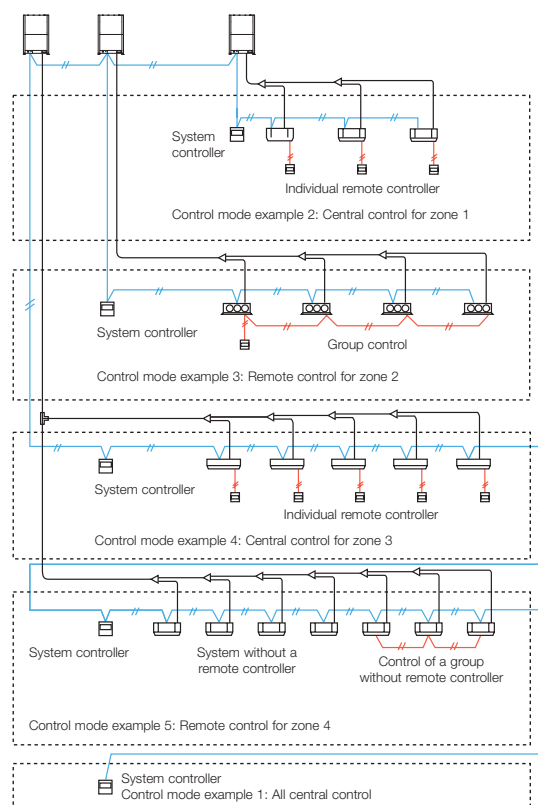 System
controller
Individual remote controller
Control mode example 2: Central control for zone 1
System controller
Group control
Control mode example 3: Remote control for zone 2
System controller
Individual remote controller
Control mode example 4: Central control for zone 3
System controller
System without a
remote controller
Control of a group
without remote controller
Control mode example 5: Remote control for zone 4
System controller
Control mode example 1: All central control